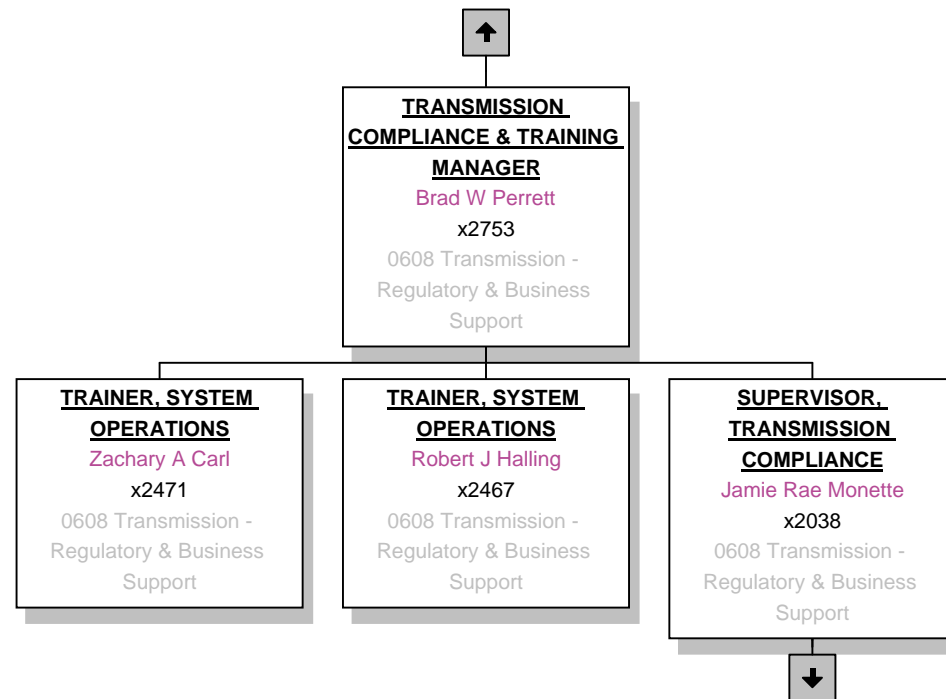 TRANSMISSION
COMPLIANCE & TRAINING
MANAGER
Brad W Perrett
x2753
0608 Transmission -
Regulatory & Business
Support
TRAINER, SYSTEM
OPERATIONS
Zachary A Carl
x2471
0608 Transmission -
Regulatory & Business
Support
TRAINER, SYSTEM
OPERATIONS
Robert J Halling
x2467
0608 Transmission -
Regulatory & Business
Support
SUPERVISOR,
TRANSMISSION
COMPLIANCE
Jamie Rae Monette
x2038
0608 Transmission -
Regulatory & Business
Support